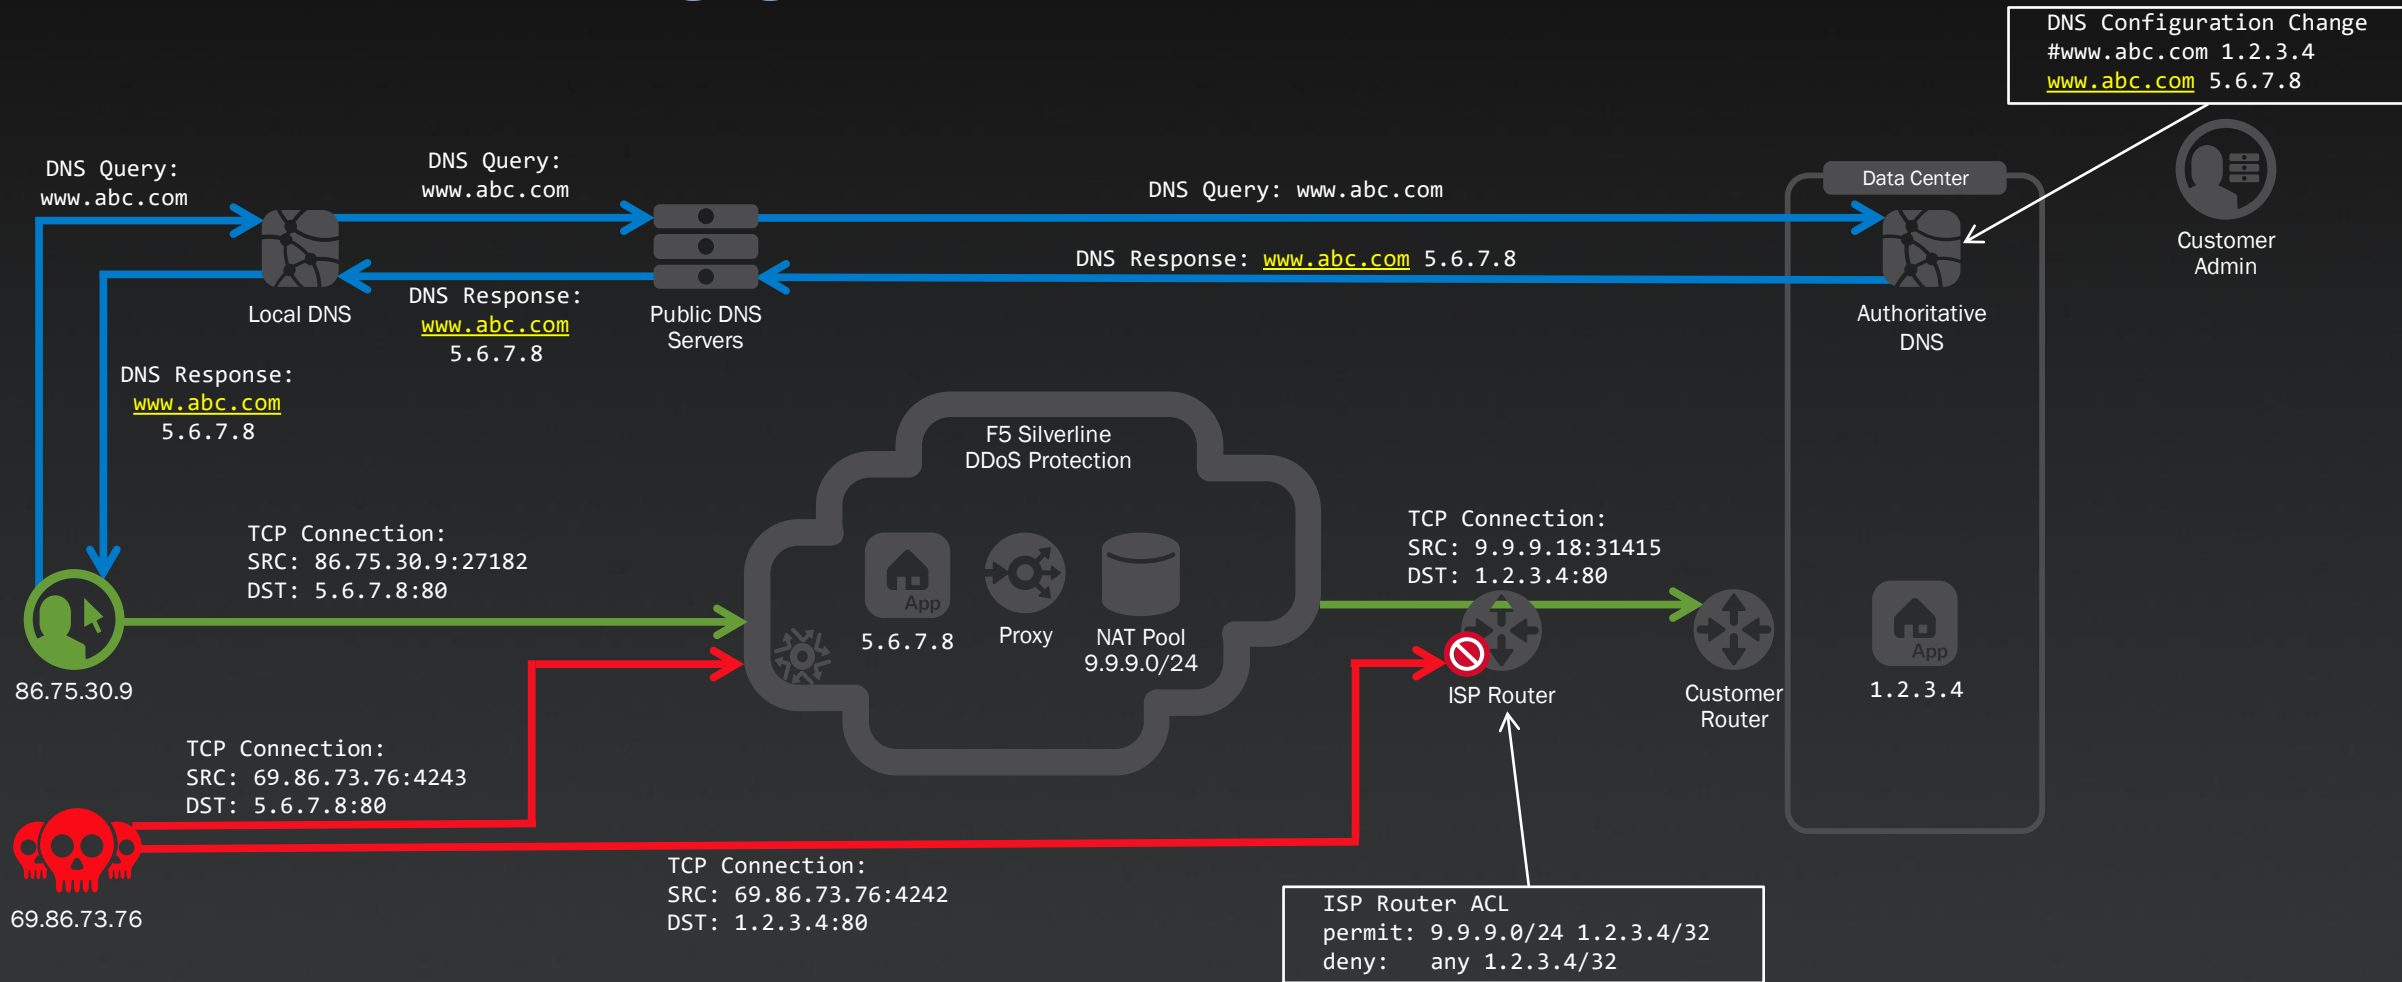 DNS Configuration Change
#www.abc.com 1.2.3.4
www.abc.com 5.6.7.8
DNS Query:
www.abc.com
DNS Query:
www.abc.com
DNS Query: www.abc.com
Data Center
Customer
Admin
DNS Response: www.abc.com 5.6.7.8
Local DNS
DNS Response:
www.abc.com
5.6.7.8
Public DNS
Servers
Authoritative
DNS
DNS Response:
www.abc.com
5.6.7.8
F5 Silverline
DDoS Protection
TCP Connection:
SRC: 86.75.30.9:27182
DST: 5.6.7.8:80
TCP Connection:
SRC: 9.9.9.18:31415
DST: 1.2.3.4:80
App
5.6.7.8
Proxy
NAT Pool
9.9.9.0/24
App
1.2.3.4
86.75.30.9
ISP Router
Customer
Router
TCP Connection:
SRC: 69.86.73.76:4243
DST: 5.6.7.8:80
69.86.73.76
TCP Connection:
SRC: 69.86.73.76:4242
DST: 1.2.3.4:80
ISP Router ACL
permit: 9.9.9.0/24 1.2.3.4/32
deny: any 1.2.3.4/32